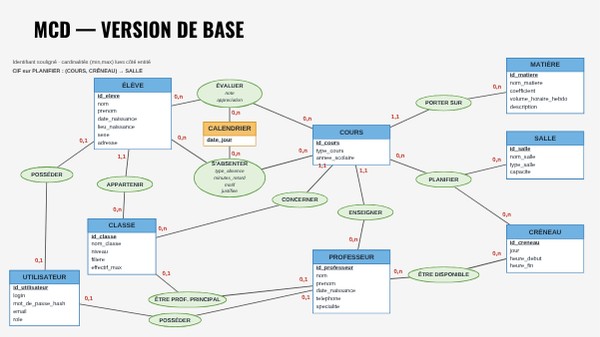 MCD — VERSION DE BASE
Identifiant souligné · cardinalités (min,max) lues côté entité
CIF sur PLANIFIER : (COURS, CRÉNEAU) → SALLE
ÉLÈVE
id_eleve
nom
prenom
date_naissance
lieu_naissance
sexe
adresse
ÉVALUER
note
appreciation
CALENDRIER
date_jour
S'ABSENTER
type_absence
minutes_retard
motif
justifiee
COURS
id_cours
type_cours
annee_scolaire
MATIÈRE
id_matiere
nom_matiere
coefficient
volume_horaire_hebdo
description
PORTER SUR
SALLE
id_salle
nom_salle
type_salle
capacite
PLANIFIER
CRÉNEAU
id_creneau
jour
heure_debut
heure_fin
POSSÉDER
APPARTENIR
CONCERNER
ENSEIGNER
CLASSE
id_classe
nom_classe
niveau
filiere
effectif_max
PROFESSEUR
id_professeur
nom
prenom
date_naissance
telephone
specialite
ÊTRE DISPONIBLE
UTILISATEUR
id_utilisateur
login
mot_de_passe_hash
email
role
ÊTRE PROF. PRINCIPAL
POSSÉDER
0,n
0,n
0,n
0,n
0,n
0,n
0,1
1,1
0,n
0,1
1,1
0,n
0,n
0,n
0,n
1,1
1,1
0,n
0,n
1,1
0,1
0,1
0,1
0,n
0,n